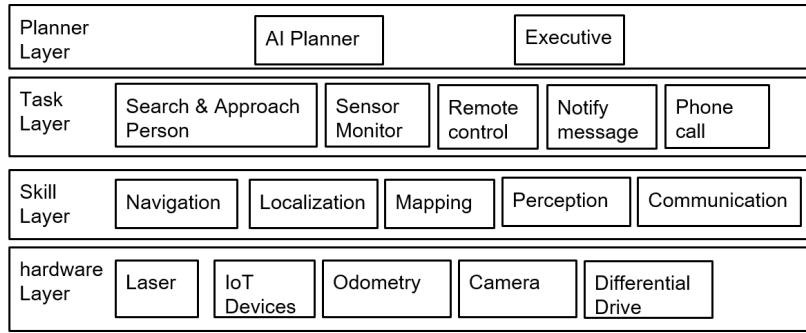 Planner
Layer
AI Planner
Executive
Task
Layer
Search & Approach
Person
Sensor
Monitor
Remote
control
Notify
message
Phone
call
Skill
Layer
Navigation
Localization
Mapping
Perception
Communication
hardware
Layer
Laser
IoT
Devices
Odometry
Camera
Differential
Drive